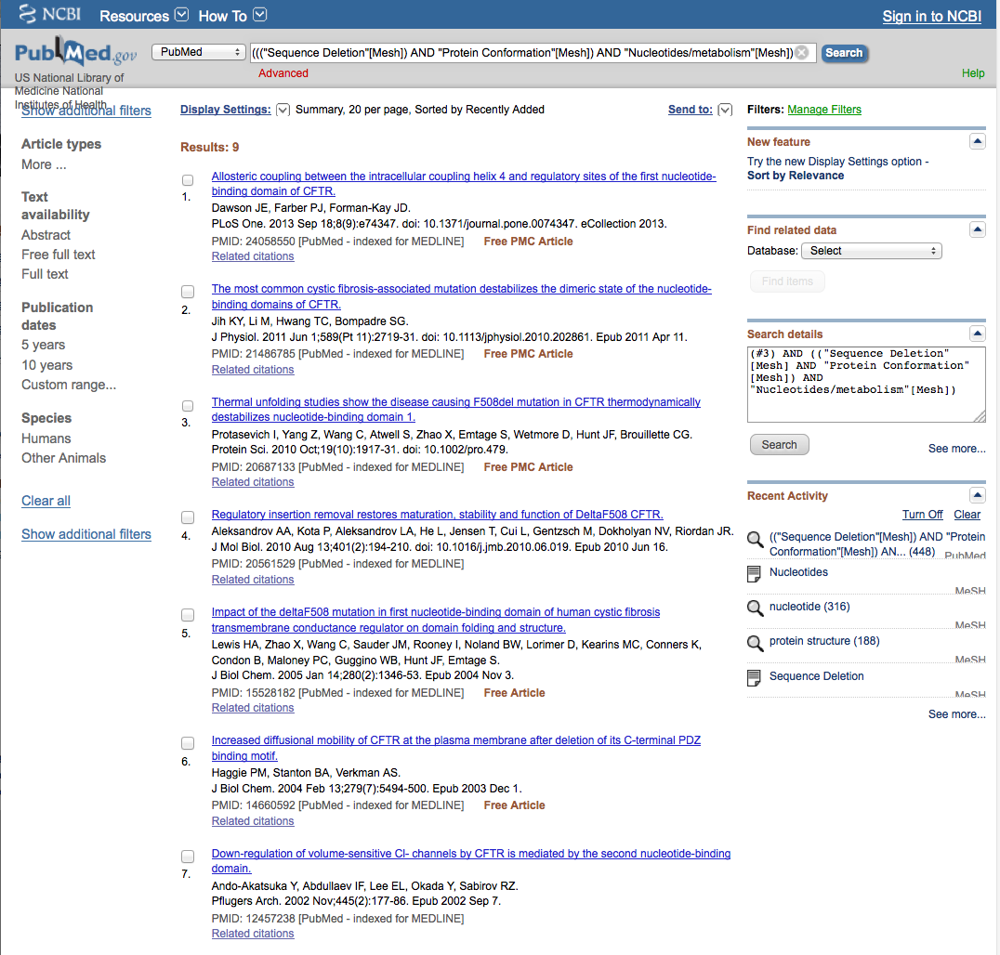 NCBI Resources How To Sign in to NCBI
PubMed.gov
PubMed
((("Sequence Deletion"[Mesh]) AND "Protein Conformation"[Mesh]) AND "Nucleotides/metabolism"[Mesh])
Search
US National Library of
Medicine National
Institutes of Health
Advanced
Help
Show additional filters
Article types
More ...
Text
availability
Abstract
Free full text
Full text
Publication
dates
5 years
10 years
Custom range...
Species
Humans
Other Animals
Clear all
Show additional filters
Display Settings: Summary, 20 per page, Sorted by Recently Added
Send to:
Results: 9
1.
Allosteric coupling between the intracellular coupling helix 4 and regulatory sites of the first nucleotide-
binding domain of CFTR.
Dawson JE, Farber PJ, Forman-Kay JD.
PLoS One. 2013 Sep 18;8(9):e74347. doi: 10.1371/journal.pone.0074347. eCollection 2013.
PMID: 24058550 [PubMed - indexed for MEDLINE] Free PMC Article
Related citations
2.
The most common cystic fibrosis-associated mutation destabilizes the dimeric state of the nucleotide-
binding domains of CFTR.
Jih KY, Li M, Hwang TC, Bompadre SG.
J Physiol. 2011 Jun 1;589(Pt 11):2719-31. doi: 10.1113/jphysiol.2010.202861. Epub 2011 Apr 11.
PMID: 21486785 [PubMed - indexed for MEDLINE] Free PMC Article
Related citations
3.
Thermal unfolding studies show the disease causing F508del mutation in CFTR thermodynamically
destabilizes nucleotide-binding domain 1.
Protasevich I, Yang Z, Wang C, Atwell S, Zhao X, Emtage S, Wetmore D, Hunt JF, Brouillette CG.
Protein Sci. 2010 Oct;19(10):1917-31. doi: 10.1002/pro.479.
PMID: 20687133 [PubMed - indexed for MEDLINE] Free PMC Article
Related citations
4.
Regulatory insertion removal restores maturation, stability and function of DeltaF508 CFTR.
Aleksandrov AA, Kota P, Aleksandrov LA, He L, Jensen T, Cui L, Gentzsch M, Dokholyan NV, Riordan JR.
J Mol Biol. 2010 Aug 13;401(2):194-210. doi: 10.1016/j.jmb.2010.06.019. Epub 2010 Jun 16.
PMID: 20561529 [PubMed - indexed for MEDLINE]
Related citations
5.
Impact of the deltaF508 mutation in first nucleotide-binding domain of human cystic fibrosis
transmembrane conductance regulator on domain folding and structure.
Lewis HA, Zhao X, Wang C, Sauder JM, Rooney I, Noland BW, Lorimer D, Kearins MC, Conners K,
Condon B, Maloney PC, Guggino WB, Hunt JF, Emtage S.
J Biol Chem. 2005 Jan 14;280(2):1346-53. Epub 2004 Nov 3.
PMID: 15528182 [PubMed - indexed for MEDLINE] Free Article
Related citations
6.
Increased diffusional mobility of CFTR at the plasma membrane after deletion of its C-terminal PDZ
binding motif.
Haggie PM, Stanton BA, Verkman AS.
J Biol Chem. 2004 Feb 13;279(7):5494-500. Epub 2003 Dec 1.
PMID: 14660592 [PubMed - indexed for MEDLINE] Free Article
Related citations
7.
Down-regulation of volume-sensitive Cl- channels by CFTR is mediated by the second nucleotide-binding
domain.
Ando-Akatsuka Y, Abdullaev IF, Lee EL, Okada Y, Sabirov RZ.
Pflugers Arch. 2002 Nov;445(2):177-86. Epub 2002 Sep 7.
PMID: 12457238 [PubMed - indexed for MEDLINE]
Related citations
Filters: Manage Filters
New feature
Try the new Display Settings option -
Sort by Relevance
Find related data
Database: Select
Find items
Search details
(#3) AND (("Sequence Deletion"
[Mesh] AND "Protein Conformation"
[Mesh]) AND
"Nucleotides/metabolism"[Mesh])
Search
See more...
Recent Activity
Turn Off Clear
(("Sequence Deletion"[Mesh]) AND "Protein
Conformation"[Mesh]) AN... (448) PubMed
Nucleotides
MeSH
nucleotide (316)
MeSH
protein structure (188)
MeSH
Sequence Deletion
MeSH
See more...